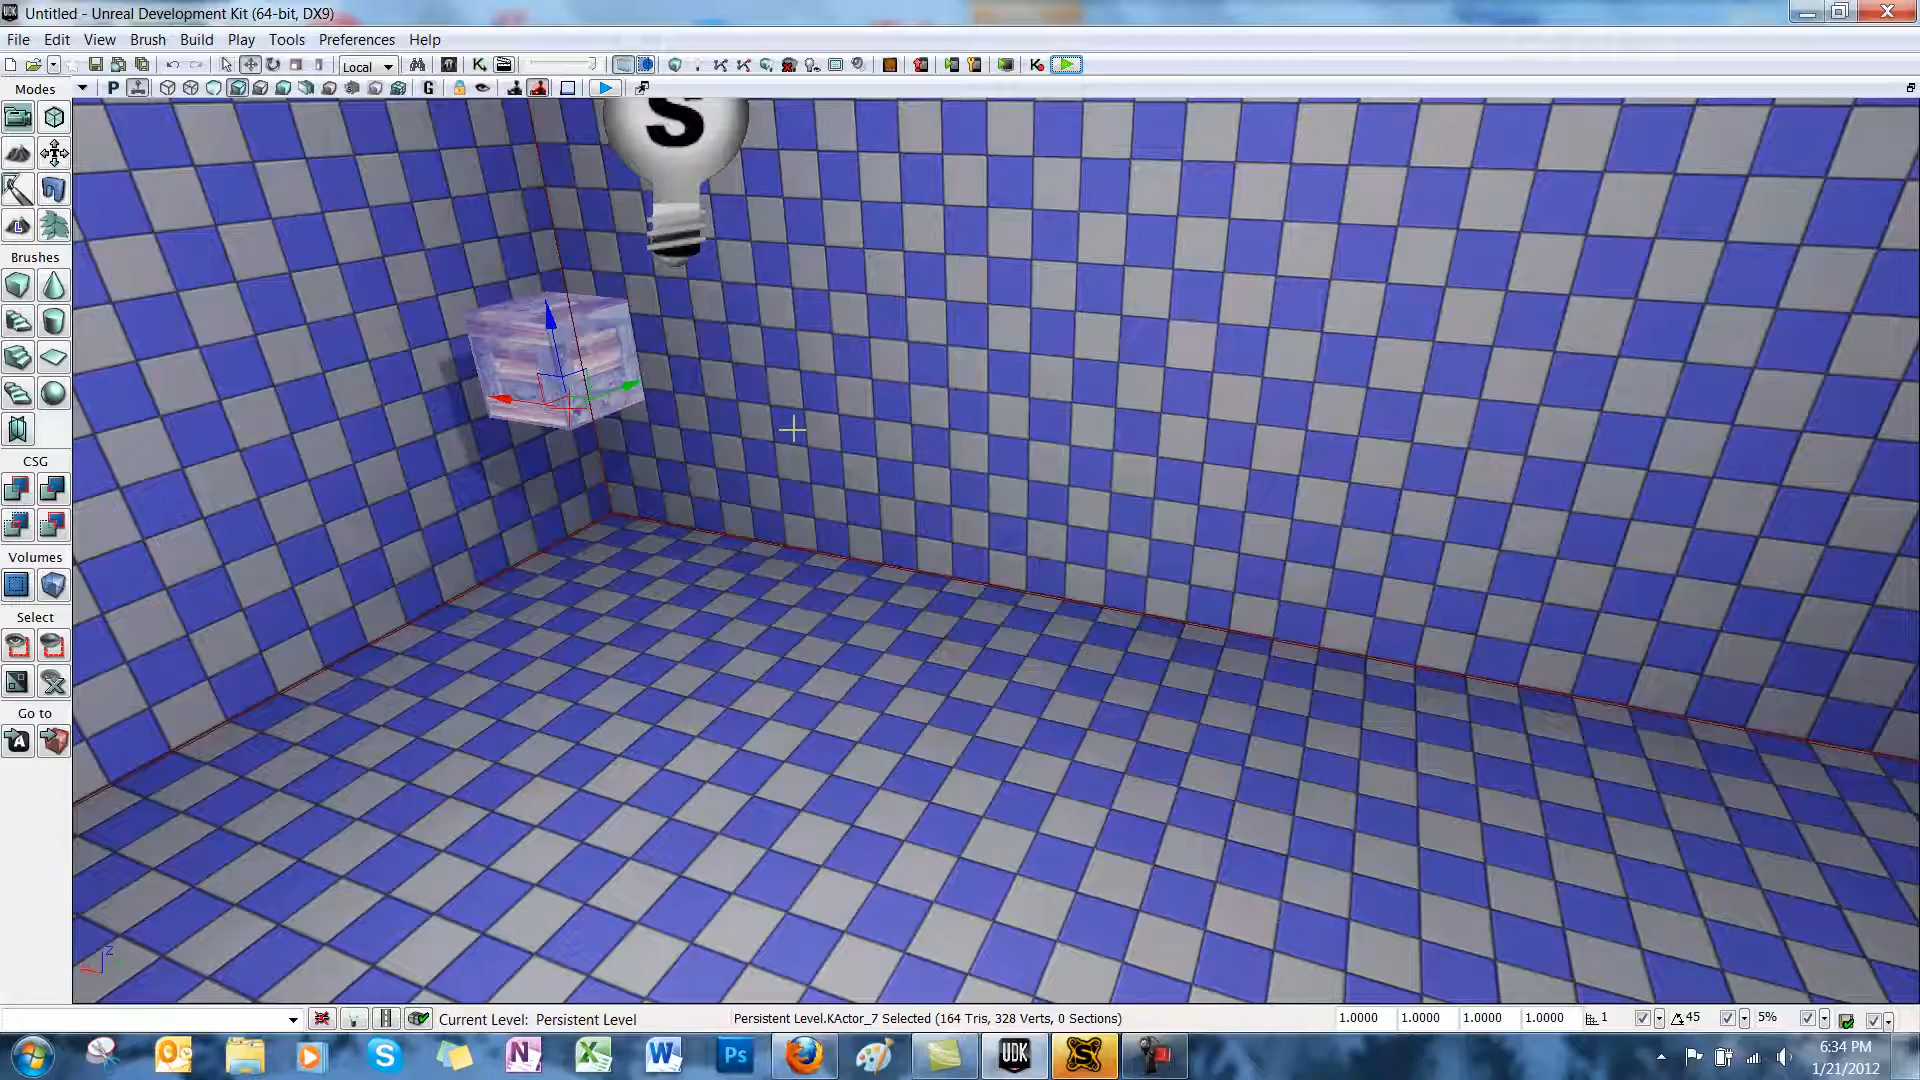 Untitled - Unreal Development Kit (64-bit, DX9)
File Edit View Brush Build Play Tools Preferences Help
Local
Modes
P
G
S
Brushes
CSG
Volumes
Select
Go to
Z
Current Level: Persistent Level
Persistent Level.KActor_7 Selected (164 Tris, 328 Verts, 0 Sections)
1.0000 1.0000 1.0000 1.0000
1
45
5%
6:34 PM
1/21/2012
Ps
UDK